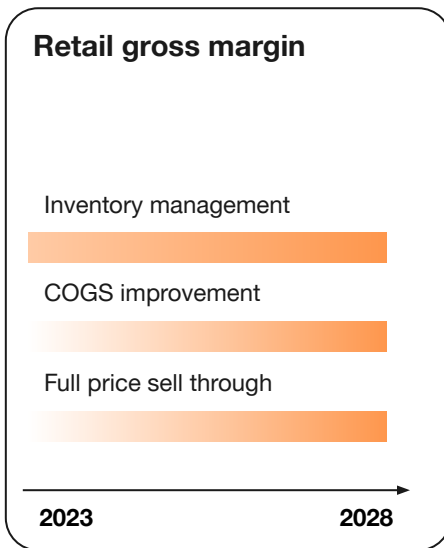 Retail gross margin
Inventory management
COGS improvement
Full price sell through
2023 2028